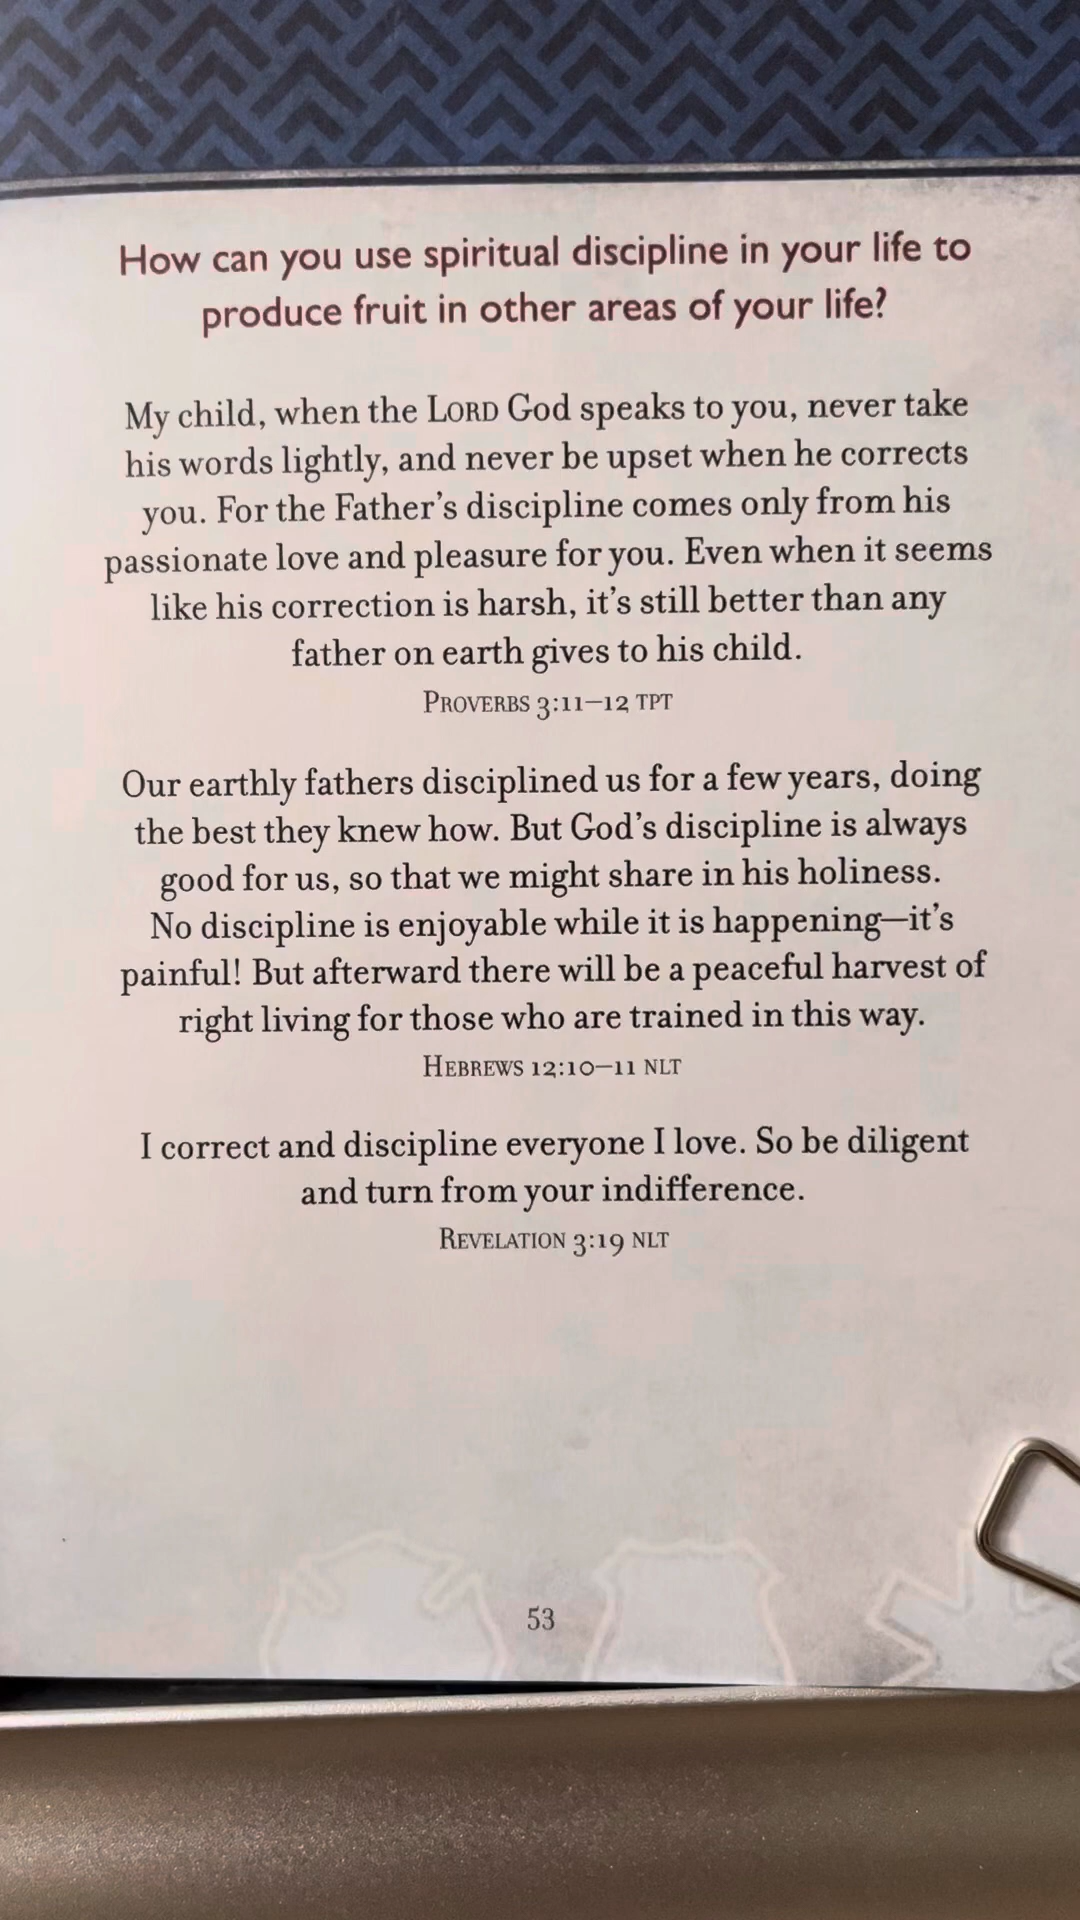 How can you use spiritual discipline in your life to
produce fruit in other areas of your life?
My child, when the LORD God speaks to you, never take
his words lightly, and never be upset when he corrects
you. For the Father’s discipline comes only from his
passionate love and pleasure for you. Even when it seems
like his correction is harsh, it’s still better than any
father on earth gives to his child.
PROVERBS 3:11–12 TPT
Our earthly fathers disciplined us for a few years, doing
the best they knew how. But God’s discipline is always
good for us, so that we might share in his holiness.
No discipline is enjoyable while it is happening—it’s
painful! But afterward there will be a peaceful harvest of
right living for those who are trained in this way.
HEBREWS 12:10–11 NLT
I correct and discipline everyone I love. So be diligent
and turn from your indifference.
REVELATION 3:19 NLT
53